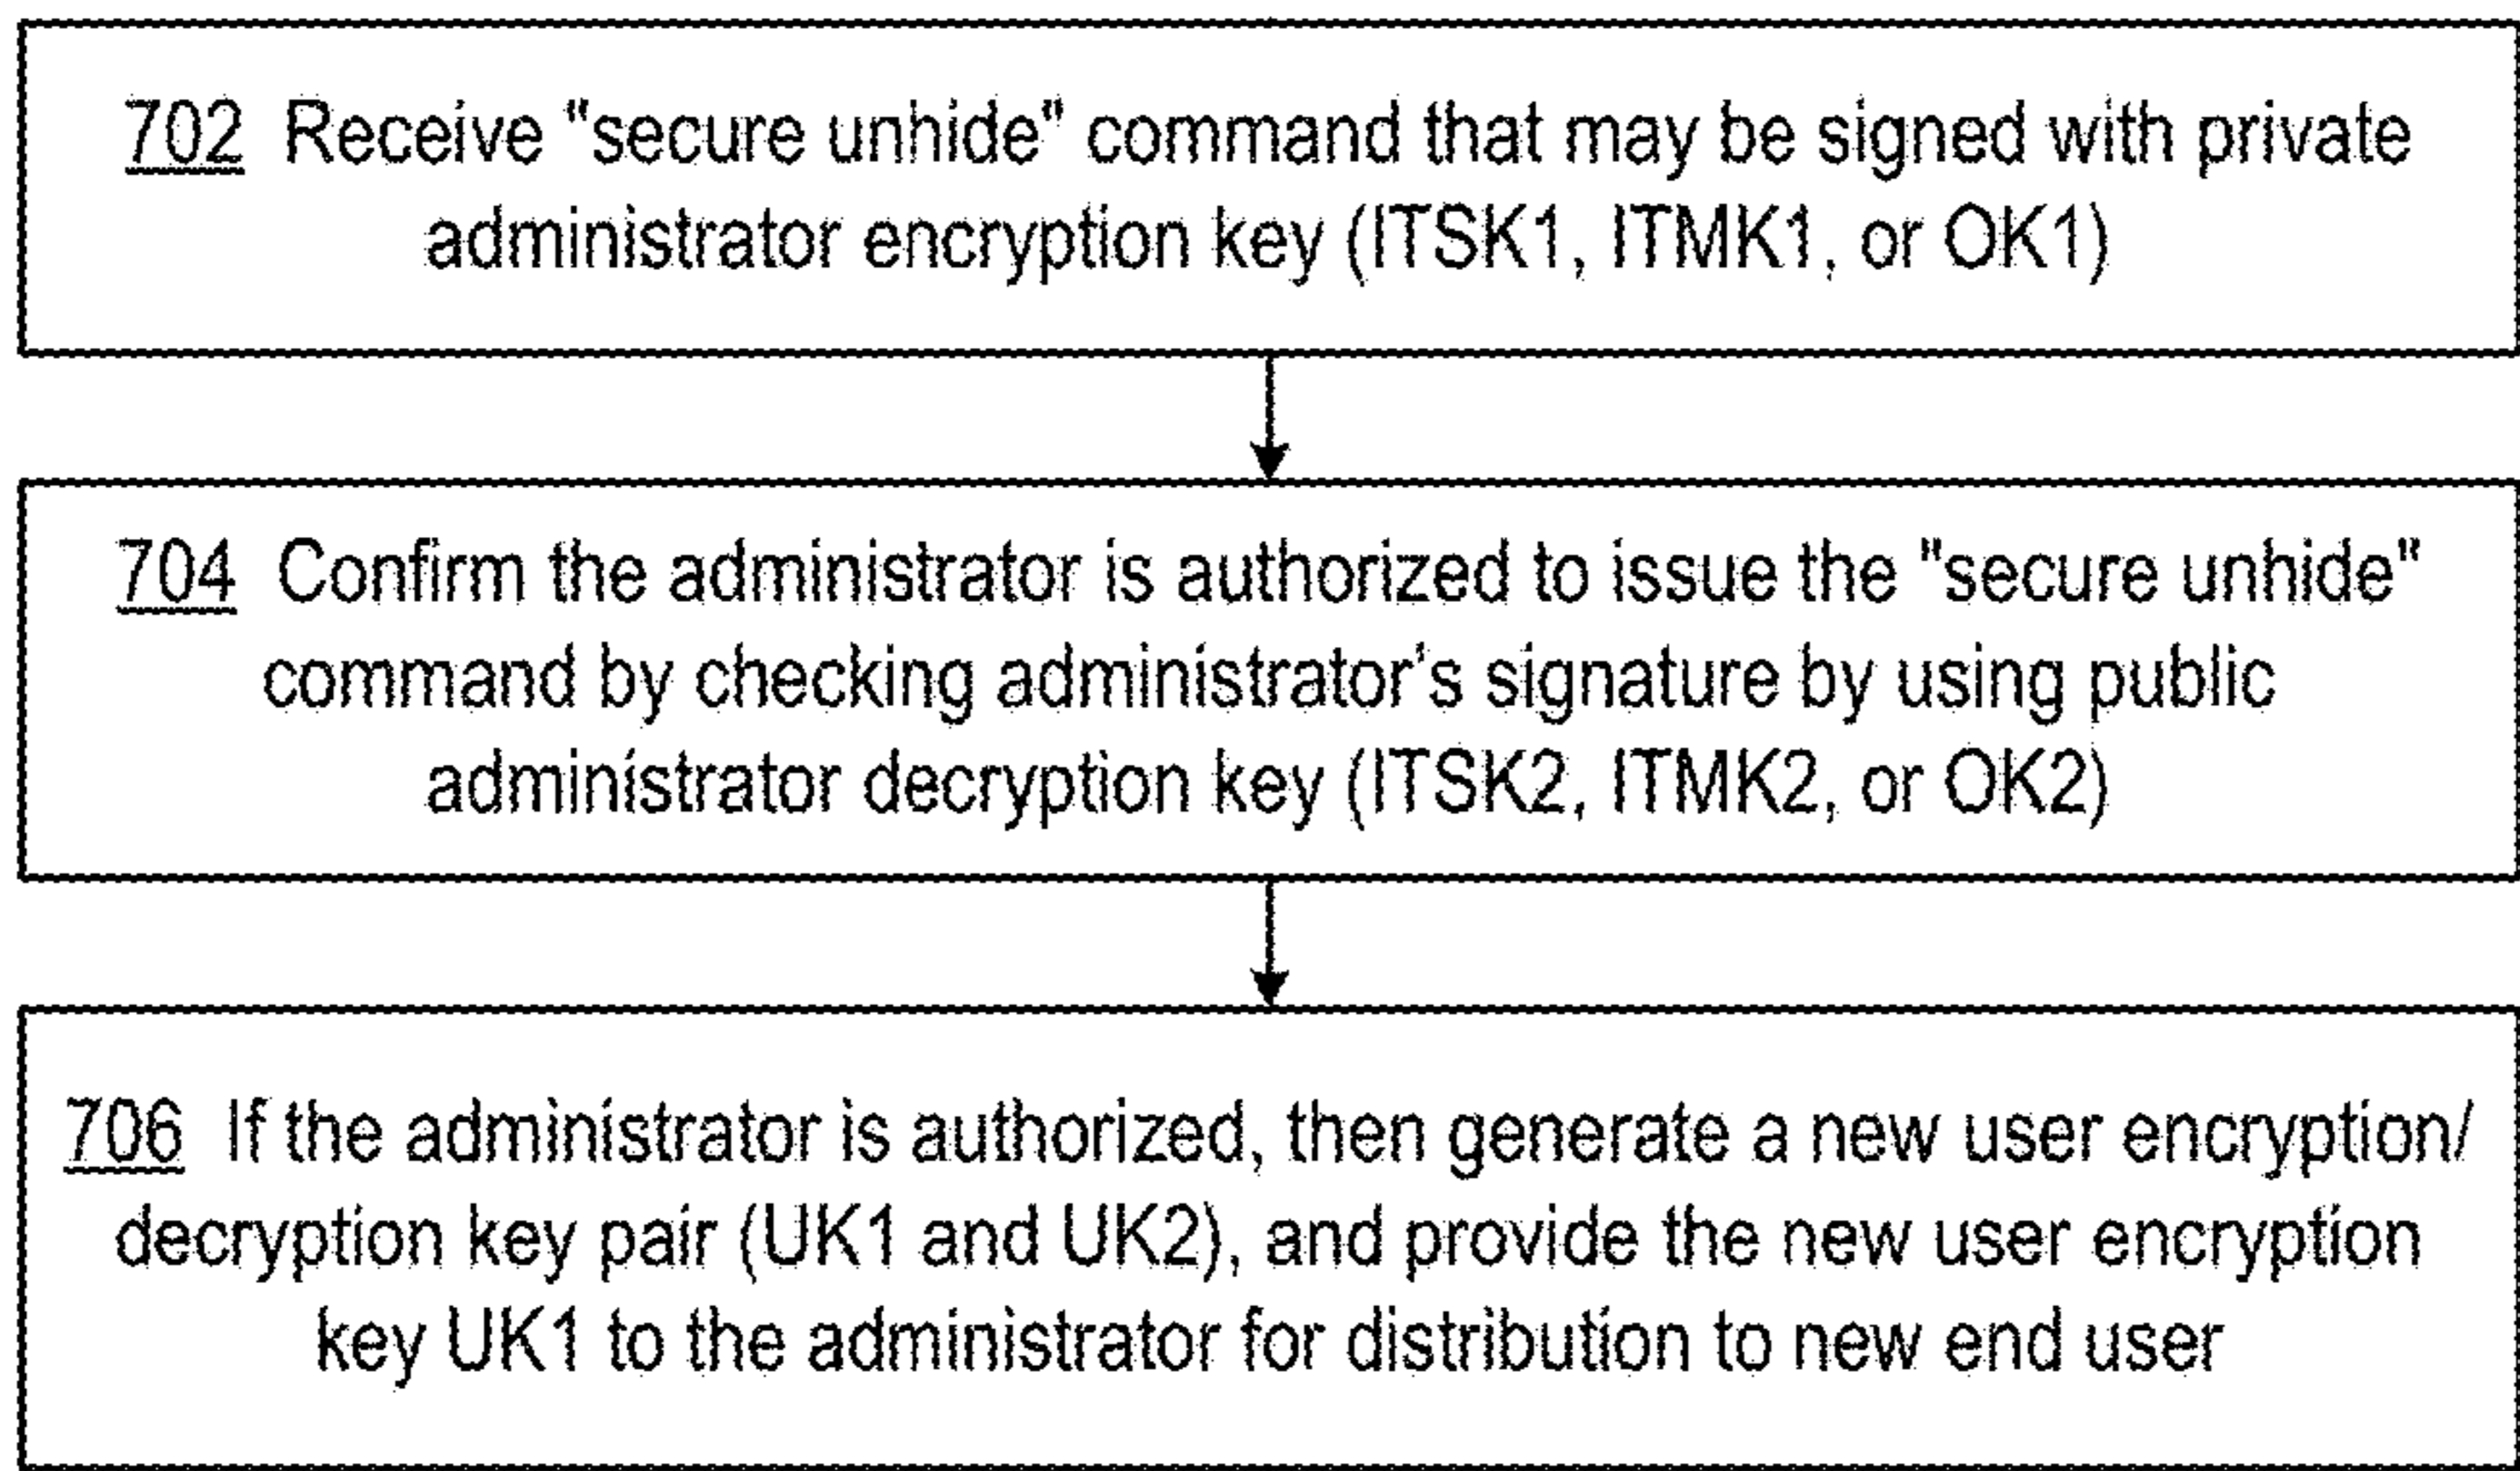 702 Receive "secure unhide" command that may be signed with private
administrator encryption key (ITSK1, ITMK1, or OK1)
704 Confirm the administrator is authorized to issue the "secure unhide"
command by checking administrator's signature by using public
administrator decryption key (ITSK2, ITMK2, or OK2)
706 If the administrator is authorized, then generate a new user encryption/
decryption key pair (UK1 and UK2), and provide the new user encryption
key UK1 to the administrator for distribution to new end user